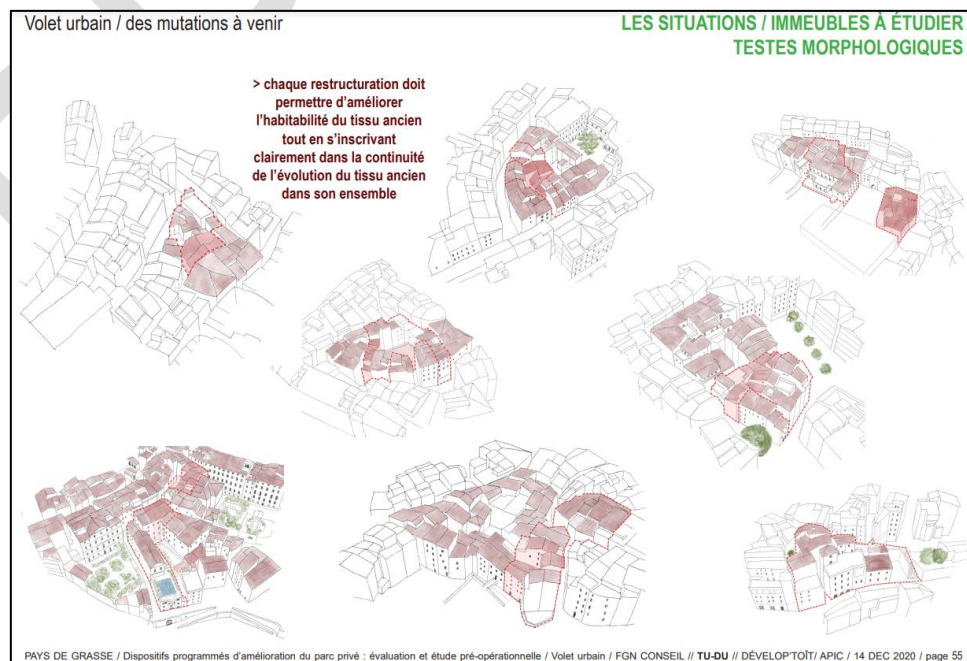 Volet urbain / des mutations à venir
LES SITUATIONS / IMMEUBLES À ÉTUDIER
TESTES MORPHOLOGIQUES
> chaque restructuration doit
permettre d'améliorer
l'habitabilité du tissu ancien
tout en s'inscrivant
clairement dans la continuité
de l'évolution du tissu ancien
dans son ensemble
PAYS DE GRASSE / Dispositifs programmés d'amélioration du parc privé : évaluation et étude pré-opérationnelle / Volet urbain / FGN CONSEIL // TU-DU // DÉVELOP'TOÎT/ APIC / 14 DEC 2020 / page 55